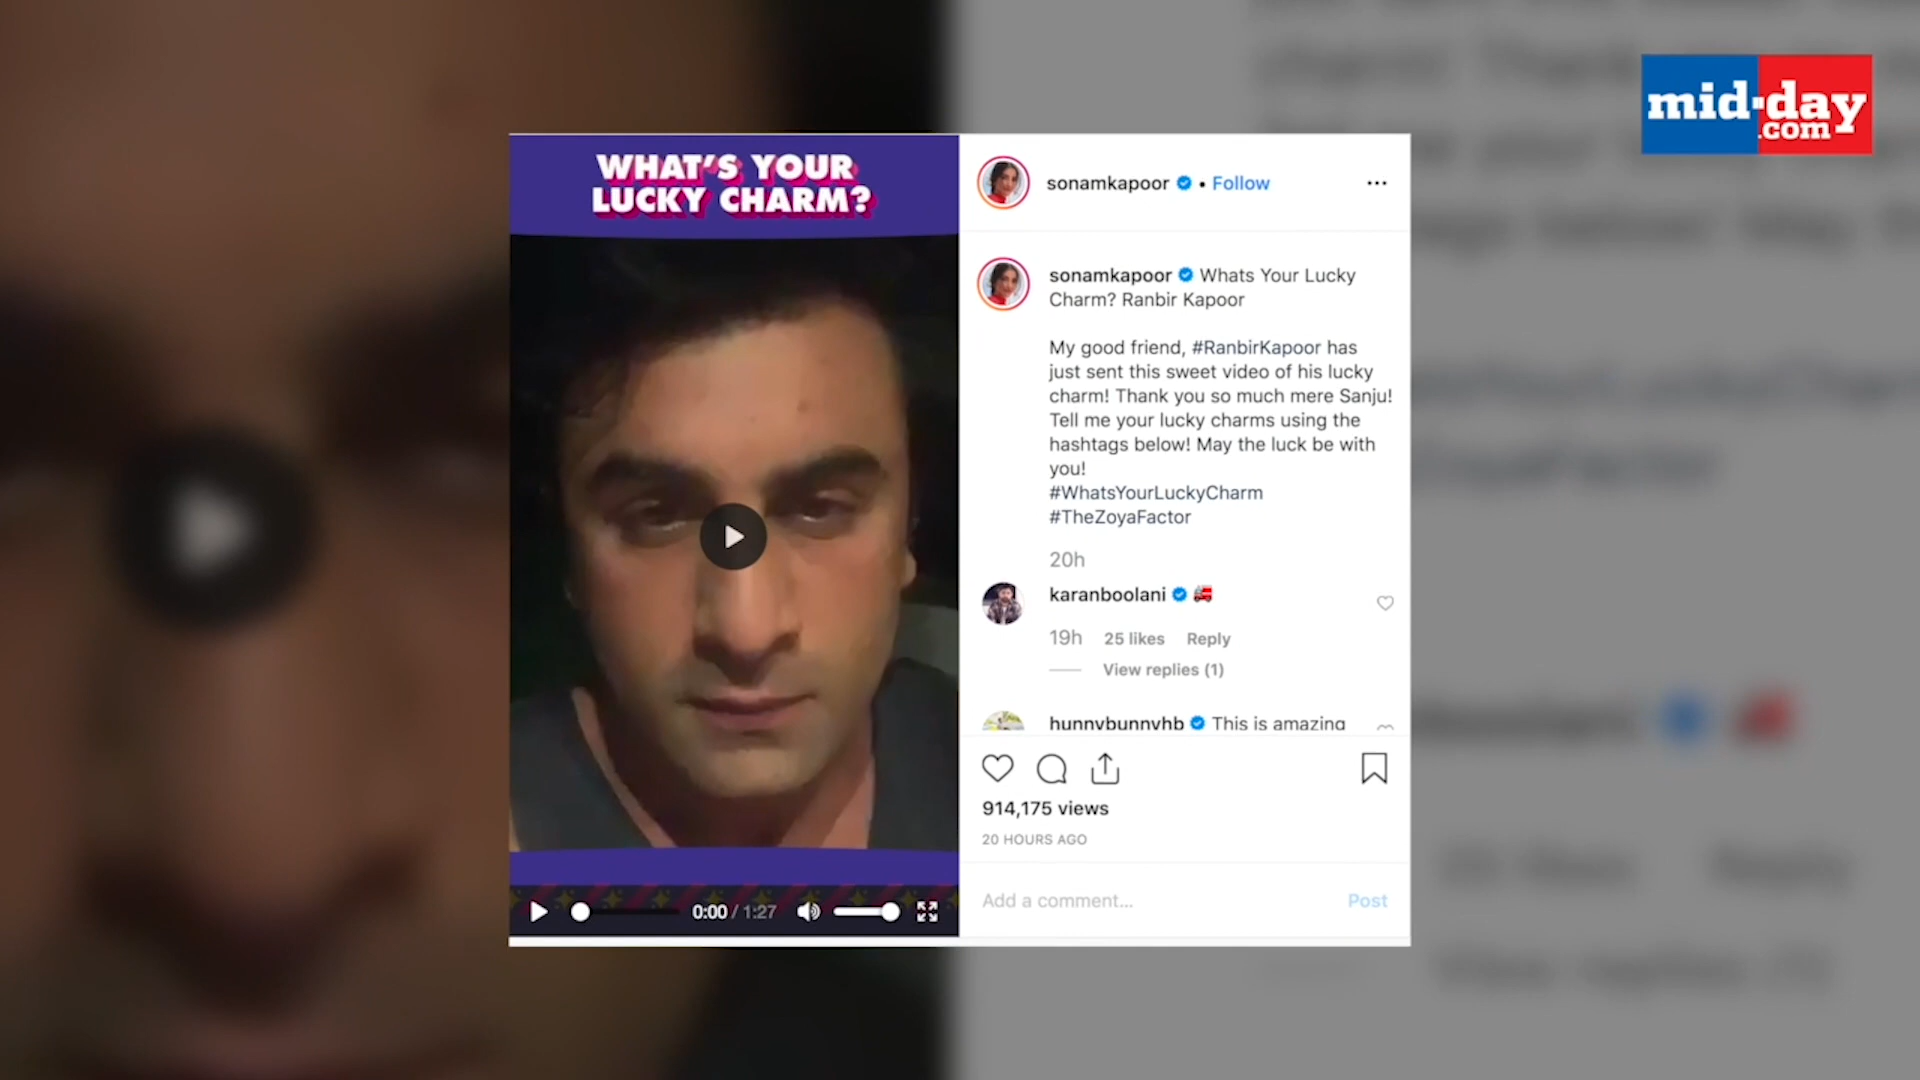 mid-day
.com
WHAT'S YOUR
LUCKY CHARM?
sonamkapoor • Follow
sonamkapoor Whats Your Lucky
Charm? Ranbir Kapoor
My good friend, #RanbirKapoor has
just sent this sweet video of his lucky
charm! Thank you so much mere Sanju!
Tell me your lucky charms using the
hashtags below! May the luck be with
you!
#WhatsYourLuckyCharm
#TheZoyaFactor
20h
karanboolani
19h 25 likes Reply
View replies (1)
hunnybunnyhb This is amazing
914,175 views
20 HOURS AGO
Add a comment... Post
0:00 / 1:27